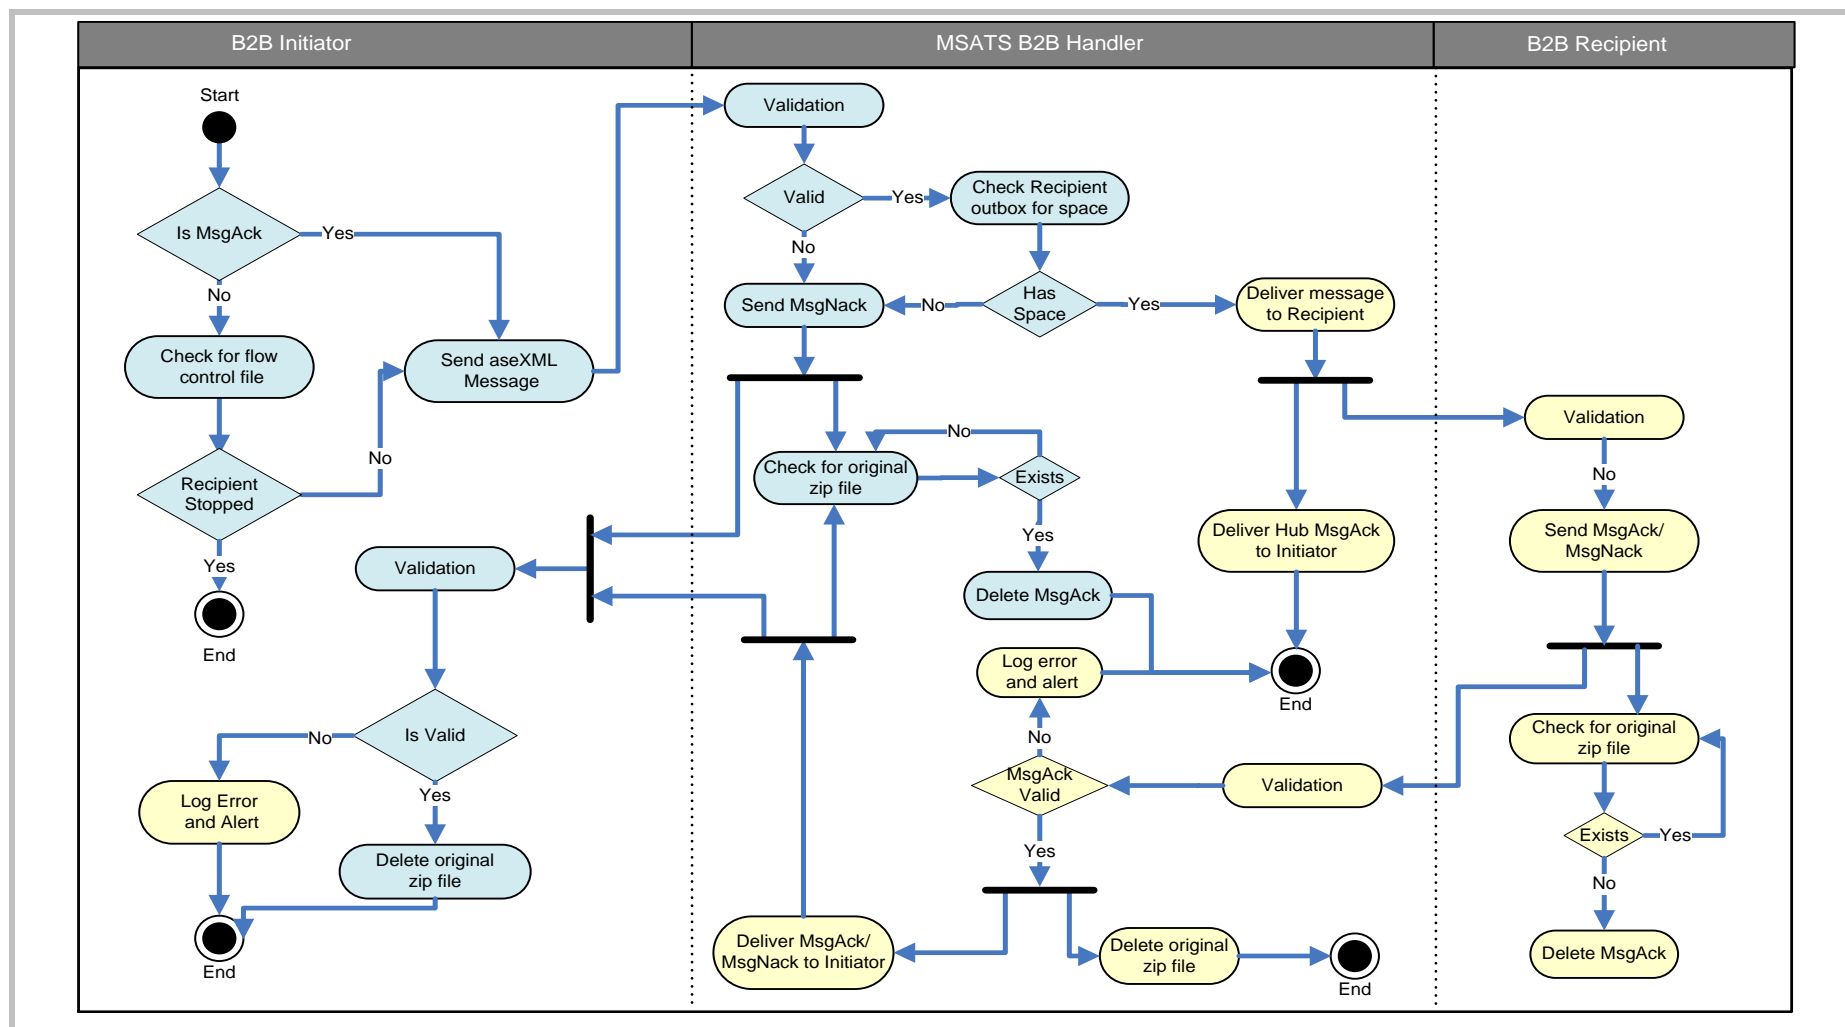 B2B Initiator
MSATS B2B Handler
B2B Recipient
Start
Is MsgAck
Yes
No
Check for flow
control file
Send aseXML
Message
No
Recipient
Stopped
Yes
End
Validation
Is Valid
No
Yes
Log Error
and Alert
Delete original
zip file
End
Validation
Valid
Yes
Check Recipient
outbox for space
No
Send MsgNack
No
Has
Space
Yes
Deliver message
to Recipient
Check for original
zip file
No
Exists
Yes
Delete MsgAck
Deliver Hub MsgAck
to Initiator
Log error
and alert
End
No
MsgAck
Valid
Validation
Yes
Deliver MsgAck/
MsgNack to Initiator
Delete original
zip file
End
Validation
No
Send MsgAck/
MsgNack
Check for original
zip file
Exists
Yes
No
Delete MsgAck